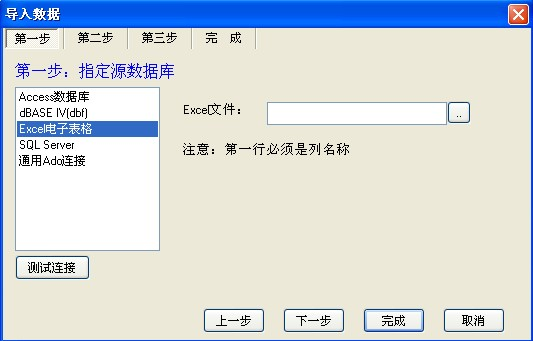 导入数据
第一步 第二步 第三步 完 成
第一步：指定源数据库
Access数据库
dBASE IV(dbf)
Excel电子表格
SQL Server
通用Ado连接
Excel文件：
..
注意：第一行必须是列名称
测试连接
上一步 下一步 完成 取消